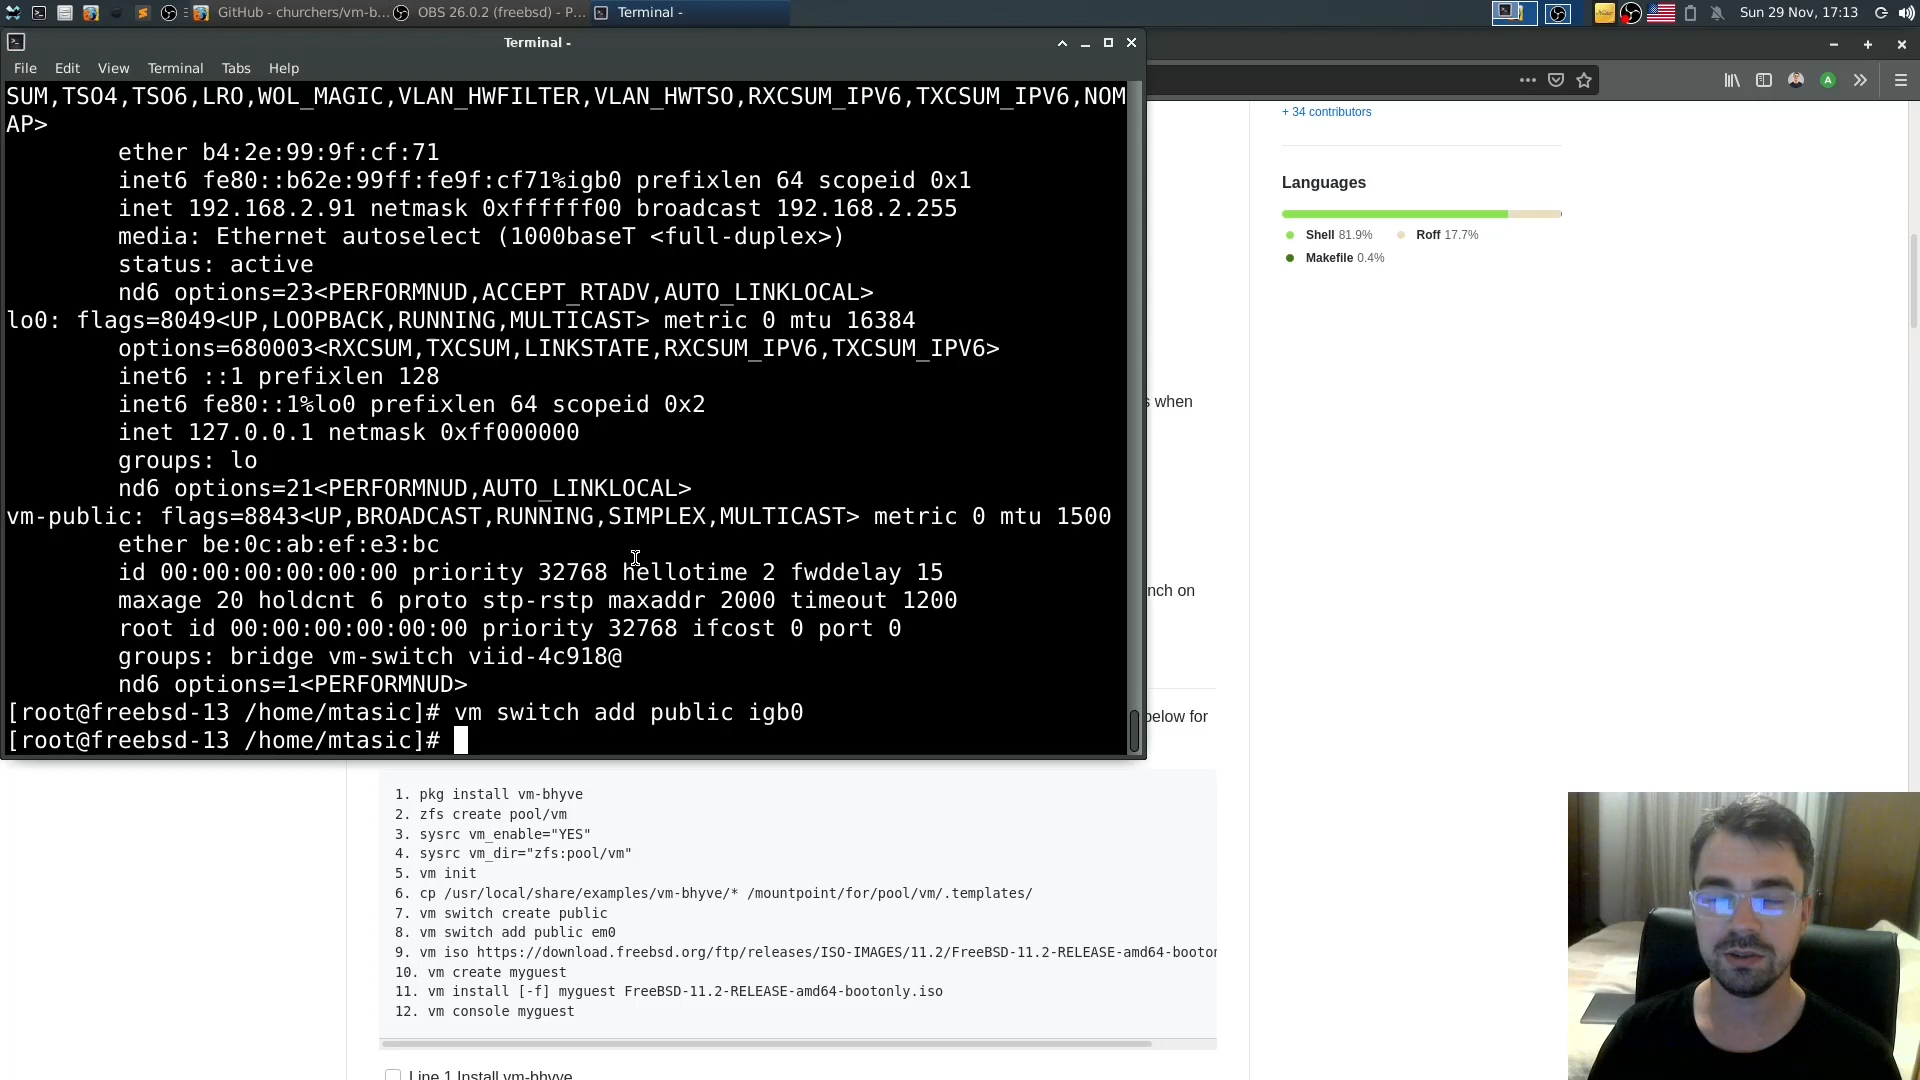 GitHub - churchers/vm-b...
OBS 26.0.2 (freebsd) - P...
Terminal -
Sun 29 Nov, 17:13
Terminal -
File Edit View Terminal Tabs Help
SUM,TSO4,TSO6,LRO,WOL_MAGIC,VLAN_HWFILTER,VLAN_HWTSO,RXCSUM_IPV6,TXCSUM_IPV6,NOM
AP>
ether b4:2e:99:9f:cf:71
inet6 fe80::b62e:99ff:fe9f:cf71%igb0 prefixlen 64 scopeid 0x1
inet 192.168.2.91 netmask 0xffffff00 broadcast 192.168.2.255
media: Ethernet autoselect (1000baseT <full-duplex>)
status: active
nd6 options=23<PERFORMNUD,ACCEPT_RTADV,AUTO_LINKLOCAL>
lo0: flags=8049<UP,LOOPBACK,RUNNING,MULTICAST> metric 0 mtu 16384
options=680003<RXCSUM,TXCSUM,LINKSTATE,RXCSUM_IPV6,TXCSUM_IPV6>
inet6 ::1 prefixlen 128
inet6 fe80::1%lo0 prefixlen 64 scopeid 0x2
inet 127.0.0.1 netmask 0xff000000
groups: lo
nd6 options=21<PERFORMNUD,AUTO_LINKLOCAL>
vm-public: flags=8843<UP,BROADCAST,RUNNING,SIMPLEX,MULTICAST> metric 0 mtu 1500
ether be:0c:ab:ef:e3:bc
id 00:00:00:00:00:00 priority 32768 hellotime 2 fwddelay 15
maxage 20 holdcnt 6 proto stp-rstp maxaddr 2000 timeout 1200
root id 00:00:00:00:00:00 priority 32768 ifcost 0 port 0
groups: bridge vm-switch viid-4c918@
nd6 options=1<PERFORMNUD>
[root@freebsd-13 /home/mtasic]# vm switch add public igb0
[root@freebsd-13 /home/mtasic]#
+ 34 contributors
Languages
Shell 81.9% Roff 17.7%
Makefile 0.4%
s when
nch on
below for
1. pkg install vm-bhyve
2. zfs create pool/vm
3. sysrc vm_enable="YES"
4. sysrc vm_dir="zfs:pool/vm"
5. vm init
6. cp /usr/local/share/examples/vm-bhyve/* /mountpoint/for/pool/vm/.templates/
7. vm switch create public
8. vm switch add public em0
9. vm iso https://download.freebsd.org/ftp/releases/ISO-IMAGES/11.2/FreeBSD-11.2-RELEASE-amd64-booton
10. vm create myguest
11. vm install [-f] myguest FreeBSD-11.2-RELEASE-amd64-bootonly.iso
12. vm console myguest
Line 1 Install vm-bhyve